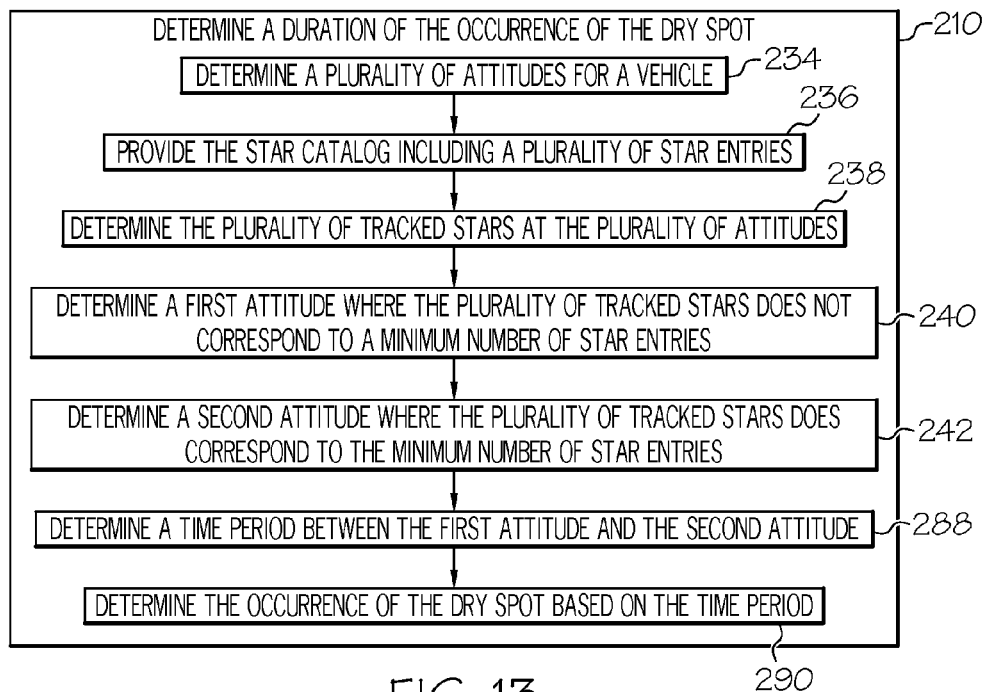 DETERMINE A DURATION OF THE OCCURRENCE OF THE DRY SPOT
210
DETERMINE A PLURALITY OF ATTITUDES FOR A VEHICLE
234
236
PROVIDE THE STAR CATALOG INCLUDING A PLURALITY OF STAR ENTRIES
238
DETERMINE THE PLURALITY OF TRACKED STARS AT THE PLURALITY OF ATTITUDES
DETERMINE A FIRST ATTITUDE WHERE THE PLURALITY OF TRACKED STARS DOES NOT
CORRESPOND TO A MINIMUM NUMBER OF STAR ENTRIES
240
DETERMINE A SECOND ATTITUDE WHERE THE PLURALITY OF TRACKED STARS DOES
CORRESPOND TO THE MINIMUM NUMBER OF STAR ENTRIES
242
DETERMINE A TIME PERIOD BETWEEN THE FIRST ATTITUDE AND THE SECOND ATTITUDE
288
DETERMINE THE OCCURRENCE OF THE DRY SPOT BASED ON THE TIME PERIOD
290
FIG. 13